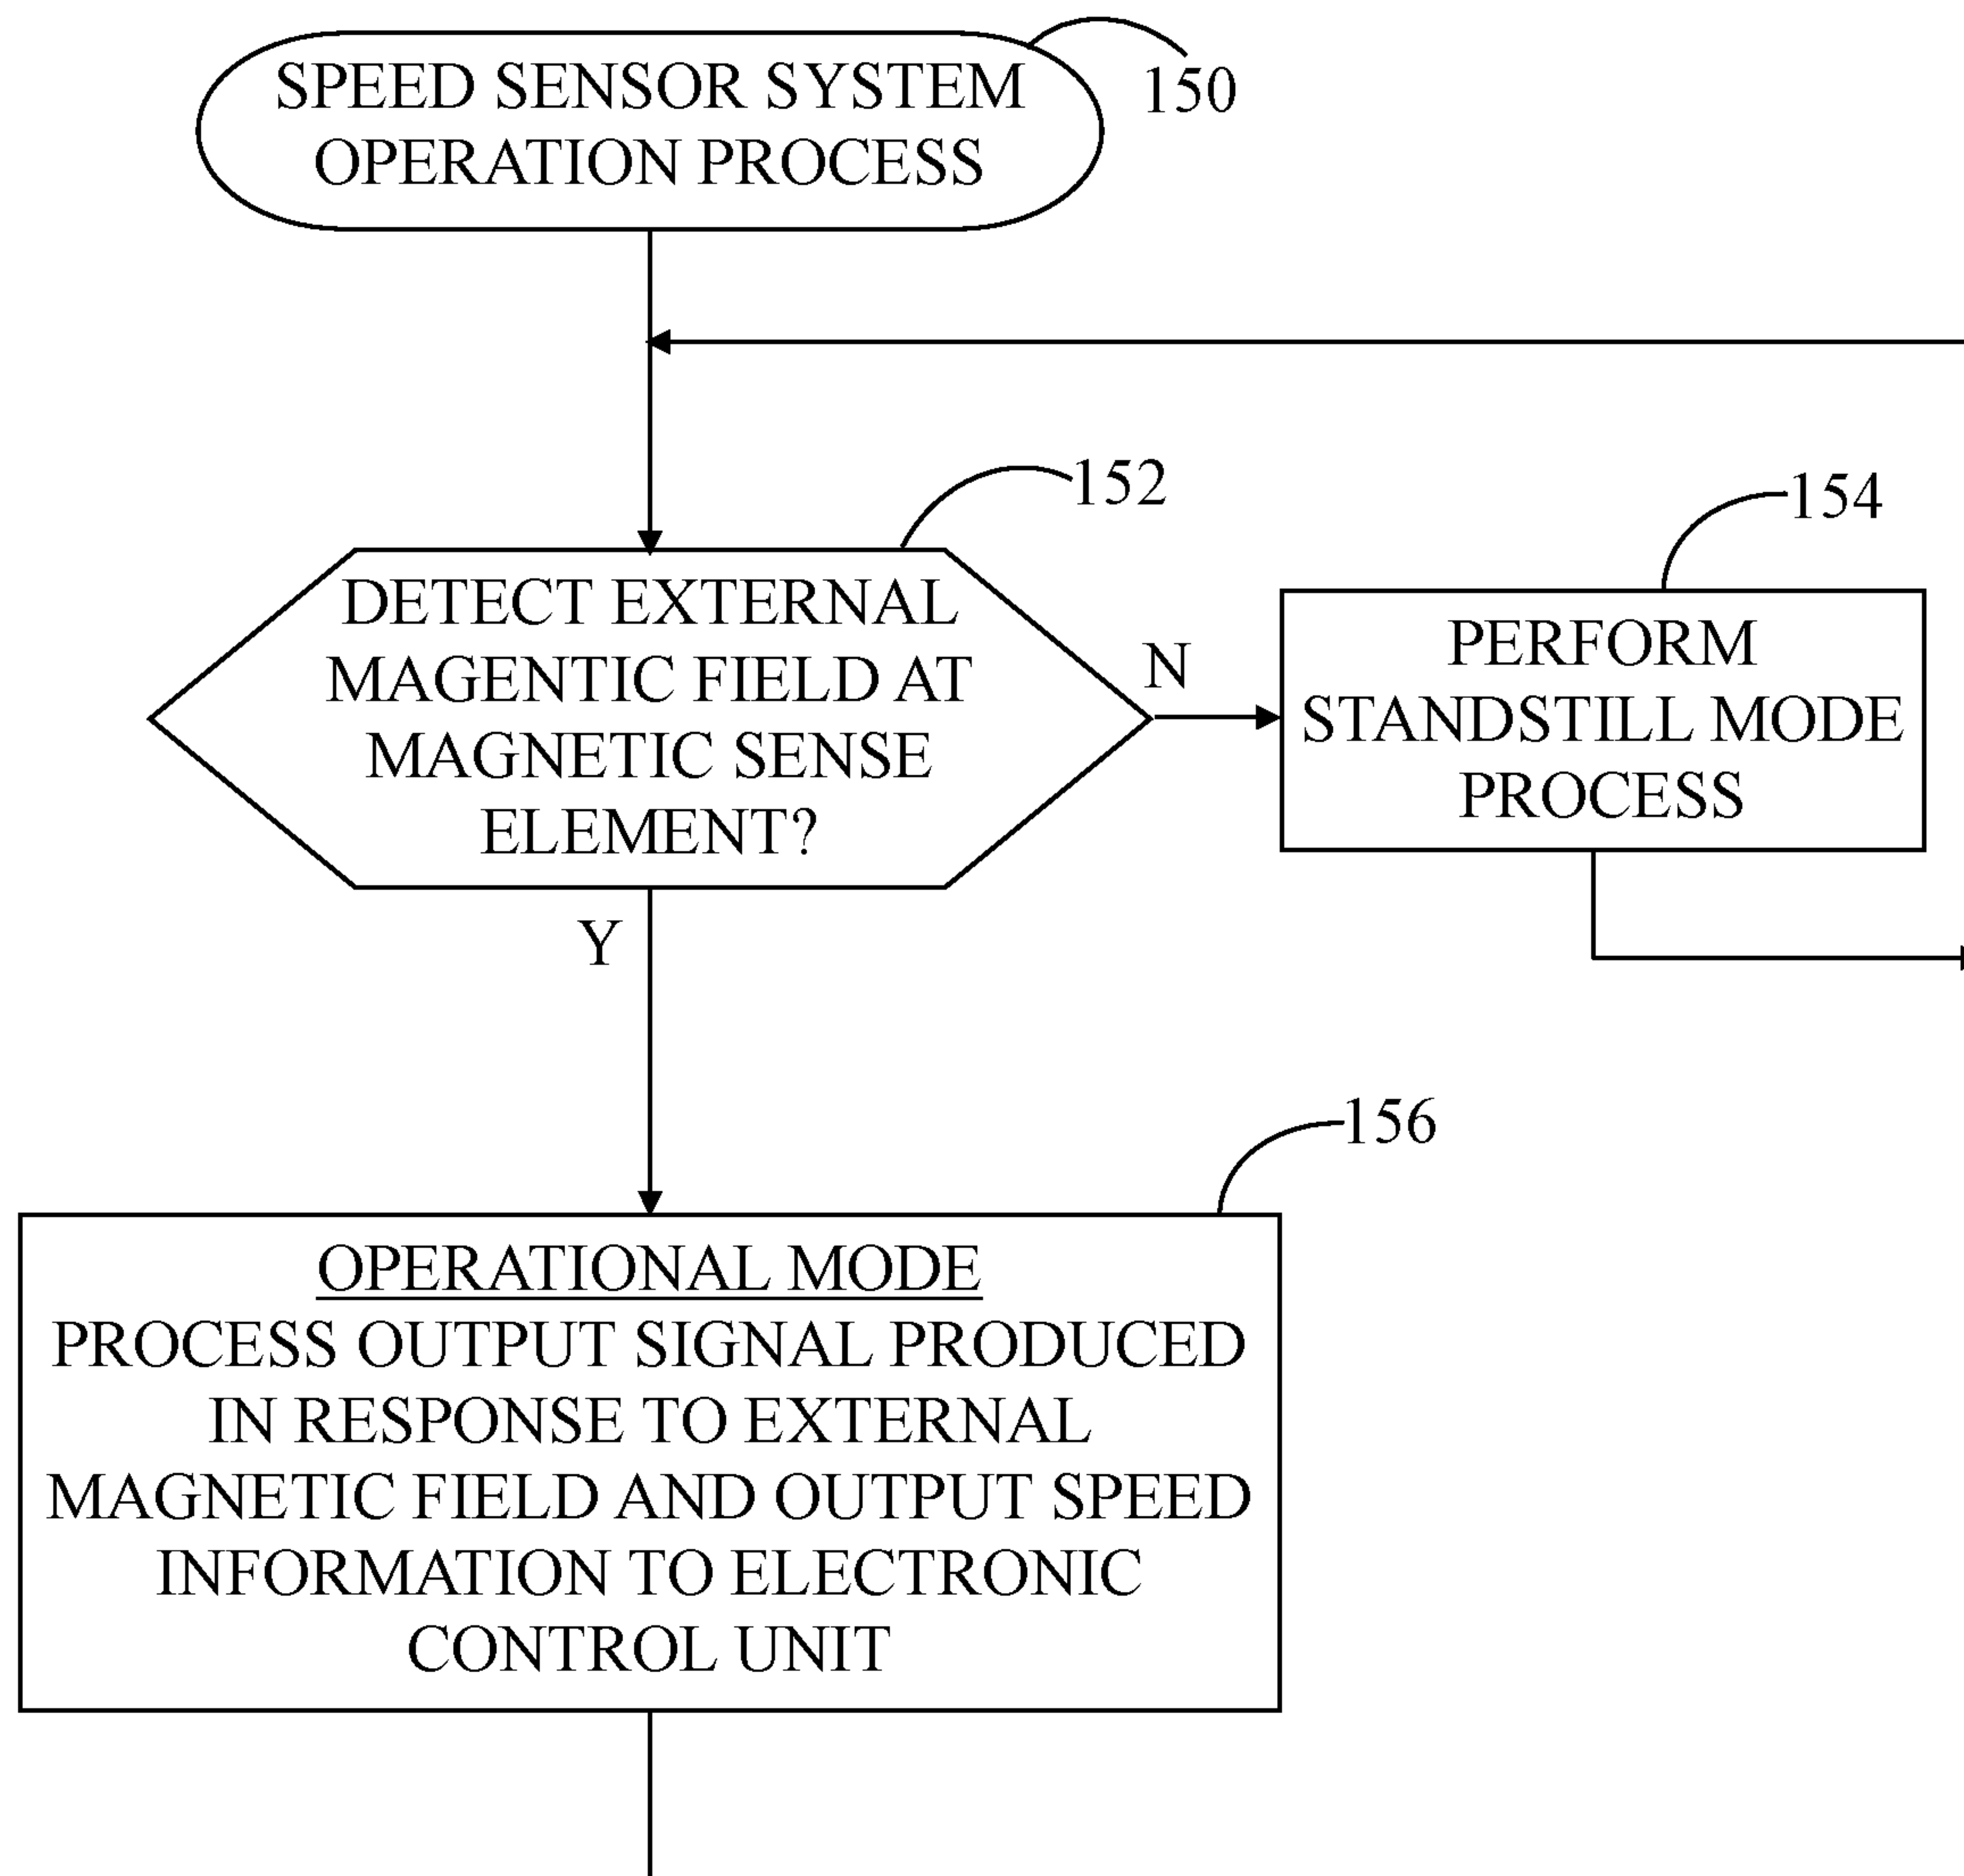 SPEED SENSOR SYSTEM
OPERATION PROCESS
150
152
DETECT EXTERNAL
MAGENTIC FIELD AT
MAGNETIC SENSE
ELEMENT?
N
154
PERFORM
STANDSTILL MODE
PROCESS
Y
156
OPERATIONAL MODE
PROCESS OUTPUT SIGNAL PRODUCED
IN RESPONSE TO EXTERNAL
MAGNETIC FIELD AND OUTPUT SPEED
INFORMATION TO ELECTRONIC
CONTROL UNIT